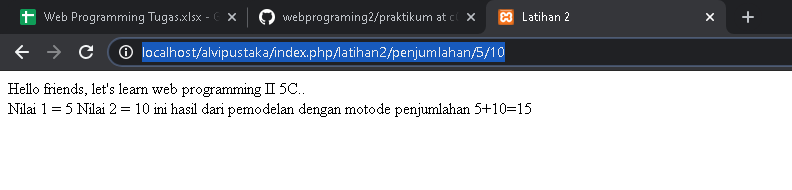 Web Programming Tugas.xlsx - G
webprograming2/praktikum at cl
Latihan 2
localhost/alvipustaka/index.php/latihan2/penjumlahan/5/10
Hello friends, let's learn web programming II 5C..
Nilai 1 = 5 Nilai 2 = 10 ini hasil dari pemodelan dengan motode penjumlahan 5+10=15